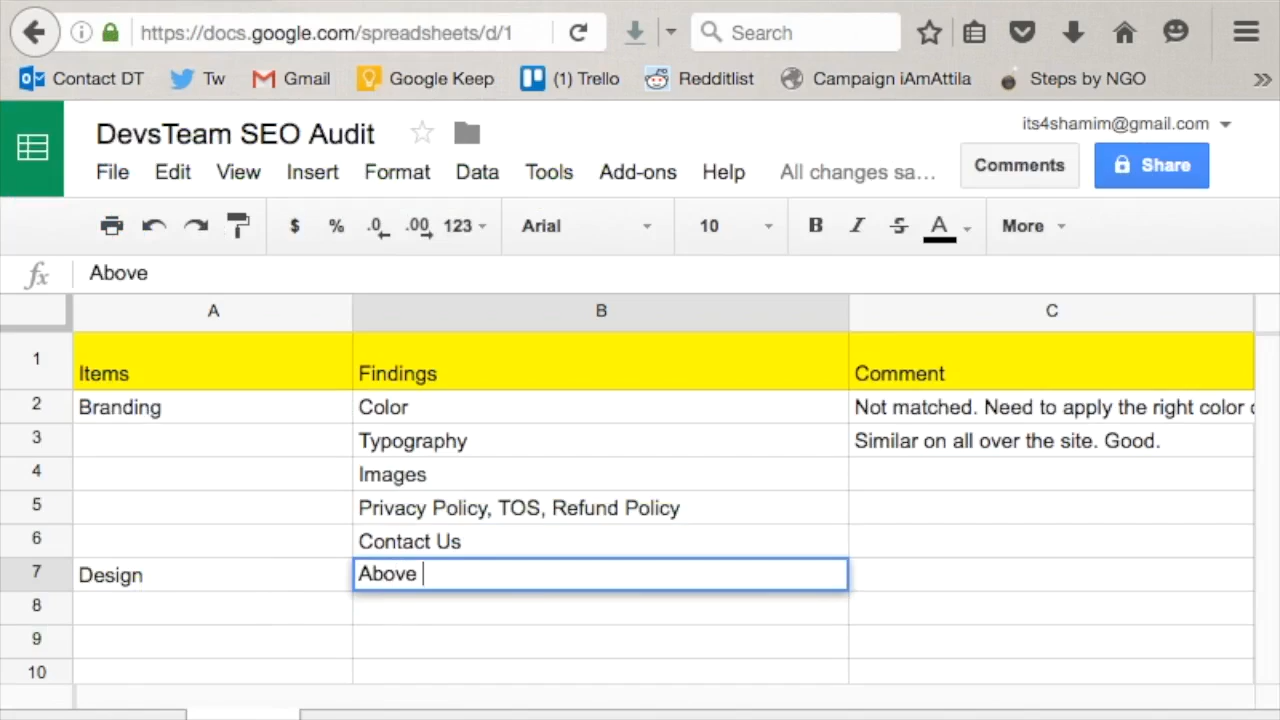 https://docs.google.com/spreadsheets/d/1 Search
Contact DT Tw Gmail Google Keep (1) Trello Redditlist Campaign iAmAttila Steps by NGO
DevsTeam SEO Audit its4shamim@gmail.com
File Edit View Insert Format Data Tools Add-ons Help All changes sa... Comments Share
$ % .0 .00 123 Arial 10 B I S A More
fx Above
A B C
1 Items Findings Comment
2 Branding Color Not matched. Need to apply the right color
3 Typography Similar on all over the site. Good.
4 Images
5 Privacy Policy, TOS, Refund Policy
6 Contact Us
7 Design Above
8
9
10